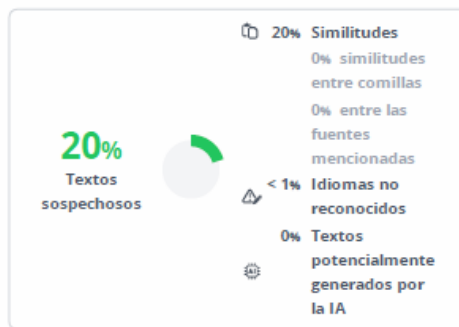 20% Textos
sospechosos
20% Similitudes
0% similitudes
entre comillas
0% entre las
fuentes
mencionadas
< 1% Idiomas no
reconocidos
0% Textos
potencialmente
generados por
la IA